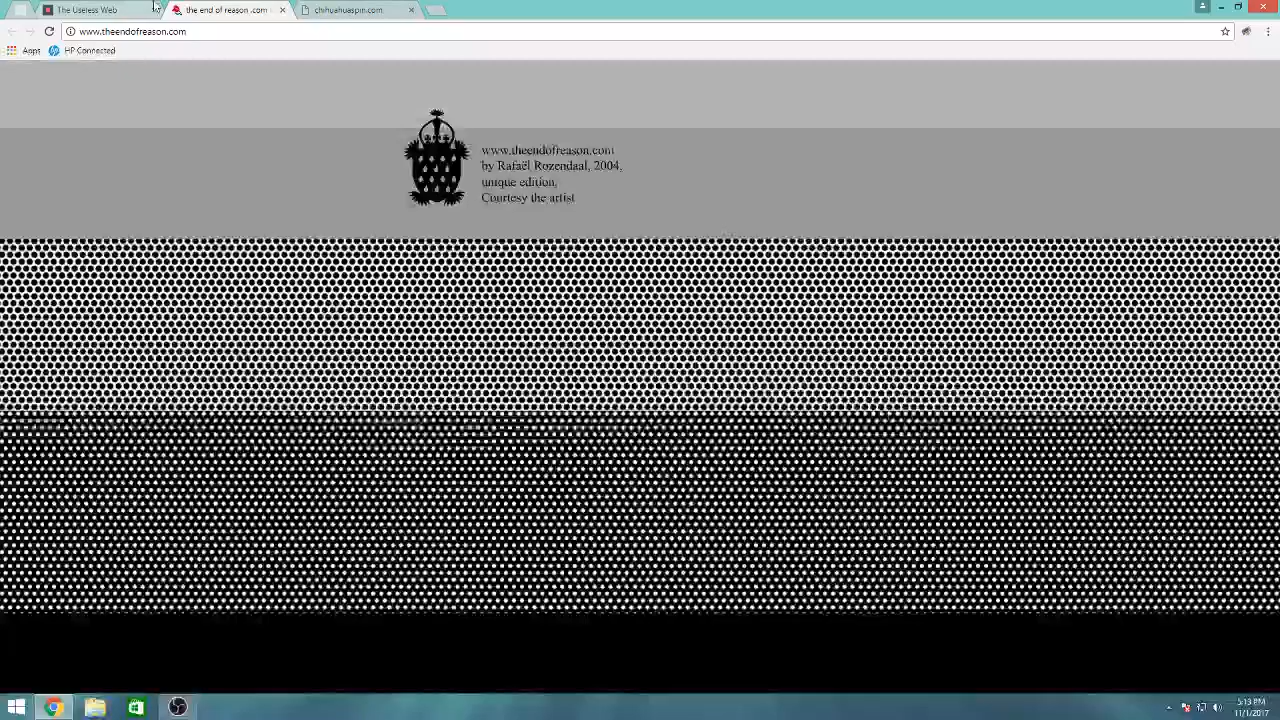 The Useless Web
the end of reason .com
chihuahuaspin.com
www.theendofreason.com
Apps
HP Connected
www.theendofreason.com
by Rafaël Rozendaal, 2004,
unique edition,
Courtesy the artist
5:13 PM
11/1/2017